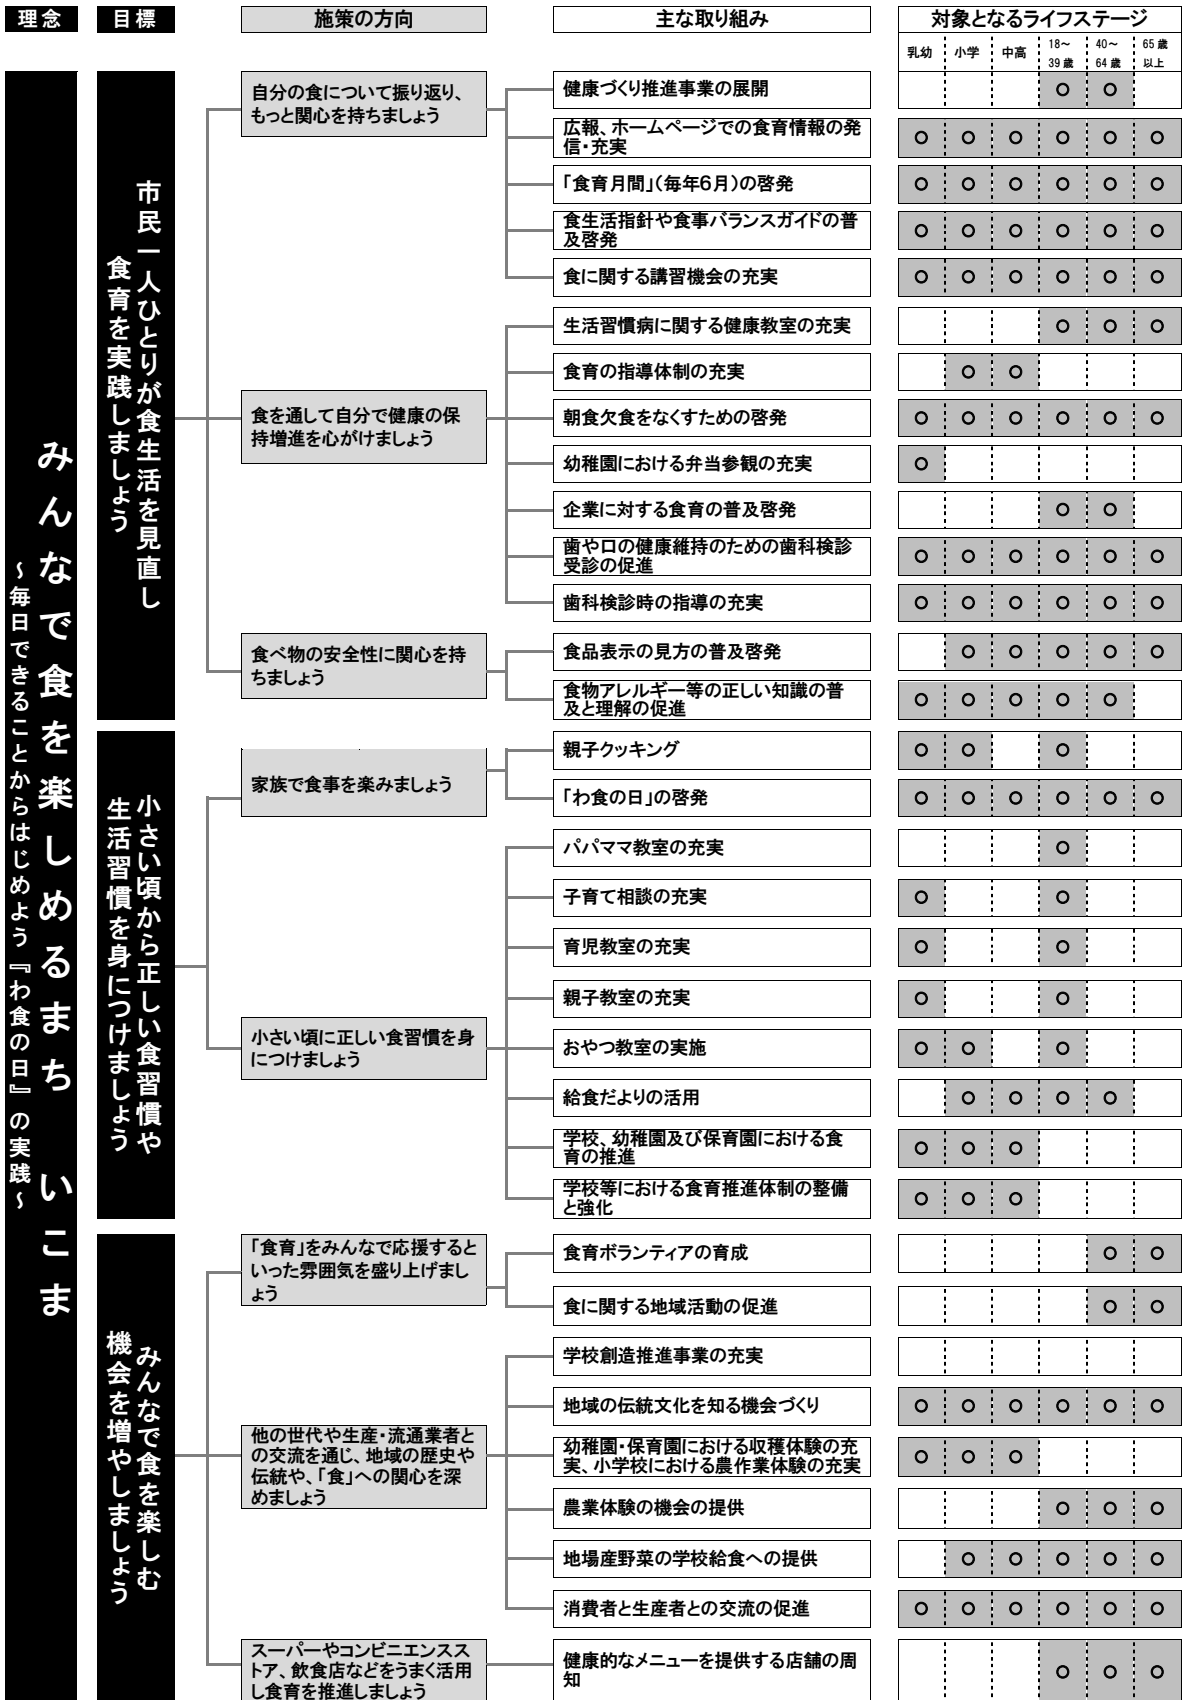 理念
目標
施策の方向
主な取り組み
対象となるライフステージ
乳幼
小学
中高
18～
39歳
40～
64歳
65歳
以上
みんなで食を楽しめるまち　いこま
～毎日できることからはじめよう『わ食の日』の実践～
市民一人ひとりが食生活を見直し
食育を実践しましょう
自分の食について振り返り、
もっと関心を持ちましょう
健康づくり推進事業の展開
○ ○
広報、ホームページでの食育情報の発
信・充実
○ ○ ○ ○ ○ ○
「食育月間」（毎年6月）の啓発
○ ○ ○ ○ ○ ○
食生活指針や食事バランスガイドの普
及啓発
○ ○ ○ ○ ○ ○
食に関する講習機会の充実
○ ○ ○ ○ ○ ○
食を通して自分で健康の保
持増進を心がけましょう
生活習慣病に関する健康教室の充実
○ ○ ○
食育の指導体制の充実
○ ○
朝食欠食をなくすための啓発
○ ○ ○ ○ ○ ○
幼稚園における弁当参観の充実
○
企業に対する食育の普及啓発
○ ○
歯や口の健康維持のための歯科検診
受診の促進
○ ○ ○ ○ ○ ○
歯科検診時の指導の充実
○ ○ ○ ○ ○ ○
食べ物の安全性に関心を持
ちましょう
食品表示の見方の普及啓発
○ ○ ○ ○ ○
食物アレルギー等の正しい知識の普
及と理解の促進
○ ○ ○ ○ ○
小さい頃から正しい食習慣や
生活習慣を身につけましょう
家族で食事を楽みましょう
親子クッキング
○ ○ ○
「わ食の日」の啓発
○ ○ ○ ○ ○ ○
小さい頃に正しい食習慣を身
につけましょう
パパママ教室の充実
○
子育て相談の充実
○ ○
育児教室の充実
○ ○
親子教室の充実
○ ○
おやつ教室の実施
○ ○ ○
給食だよりの活用
○ ○ ○ ○
学校、幼稚園及び保育園における食
育の推進
○ ○ ○
学校等における食育推進体制の整備
と強化
○ ○ ○
みんなで食を楽しむ
機会を増やしましょう
「食育」をみんなで応援すると
いった雰囲気を盛り上げまし
ょう
食育ボランティアの育成
○ ○
食に関する地域活動の促進
○ ○
他の世代や生産・流通業者と
の交流を通じ、地域の歴史や
伝統や、「食」への関心を深
めましょう
学校創造推進事業の充実
地域の伝統文化を知る機会づくり
○ ○ ○ ○ ○ ○
幼稚園・保育園における収穫体験の充
実、小学校における農作業体験の充実
○ ○ ○
農業体験の機会の提供
○ ○ ○
地場産野菜の学校給食への提供
○ ○ ○ ○ ○
消費者と生産者との交流の促進
○ ○ ○ ○ ○ ○
スーパーやコンビニエンスス
トア、飲食店などをうまく活用
し食育を推進しましょう
健康的なメニューを提供する店舗の周
知
○ ○ ○